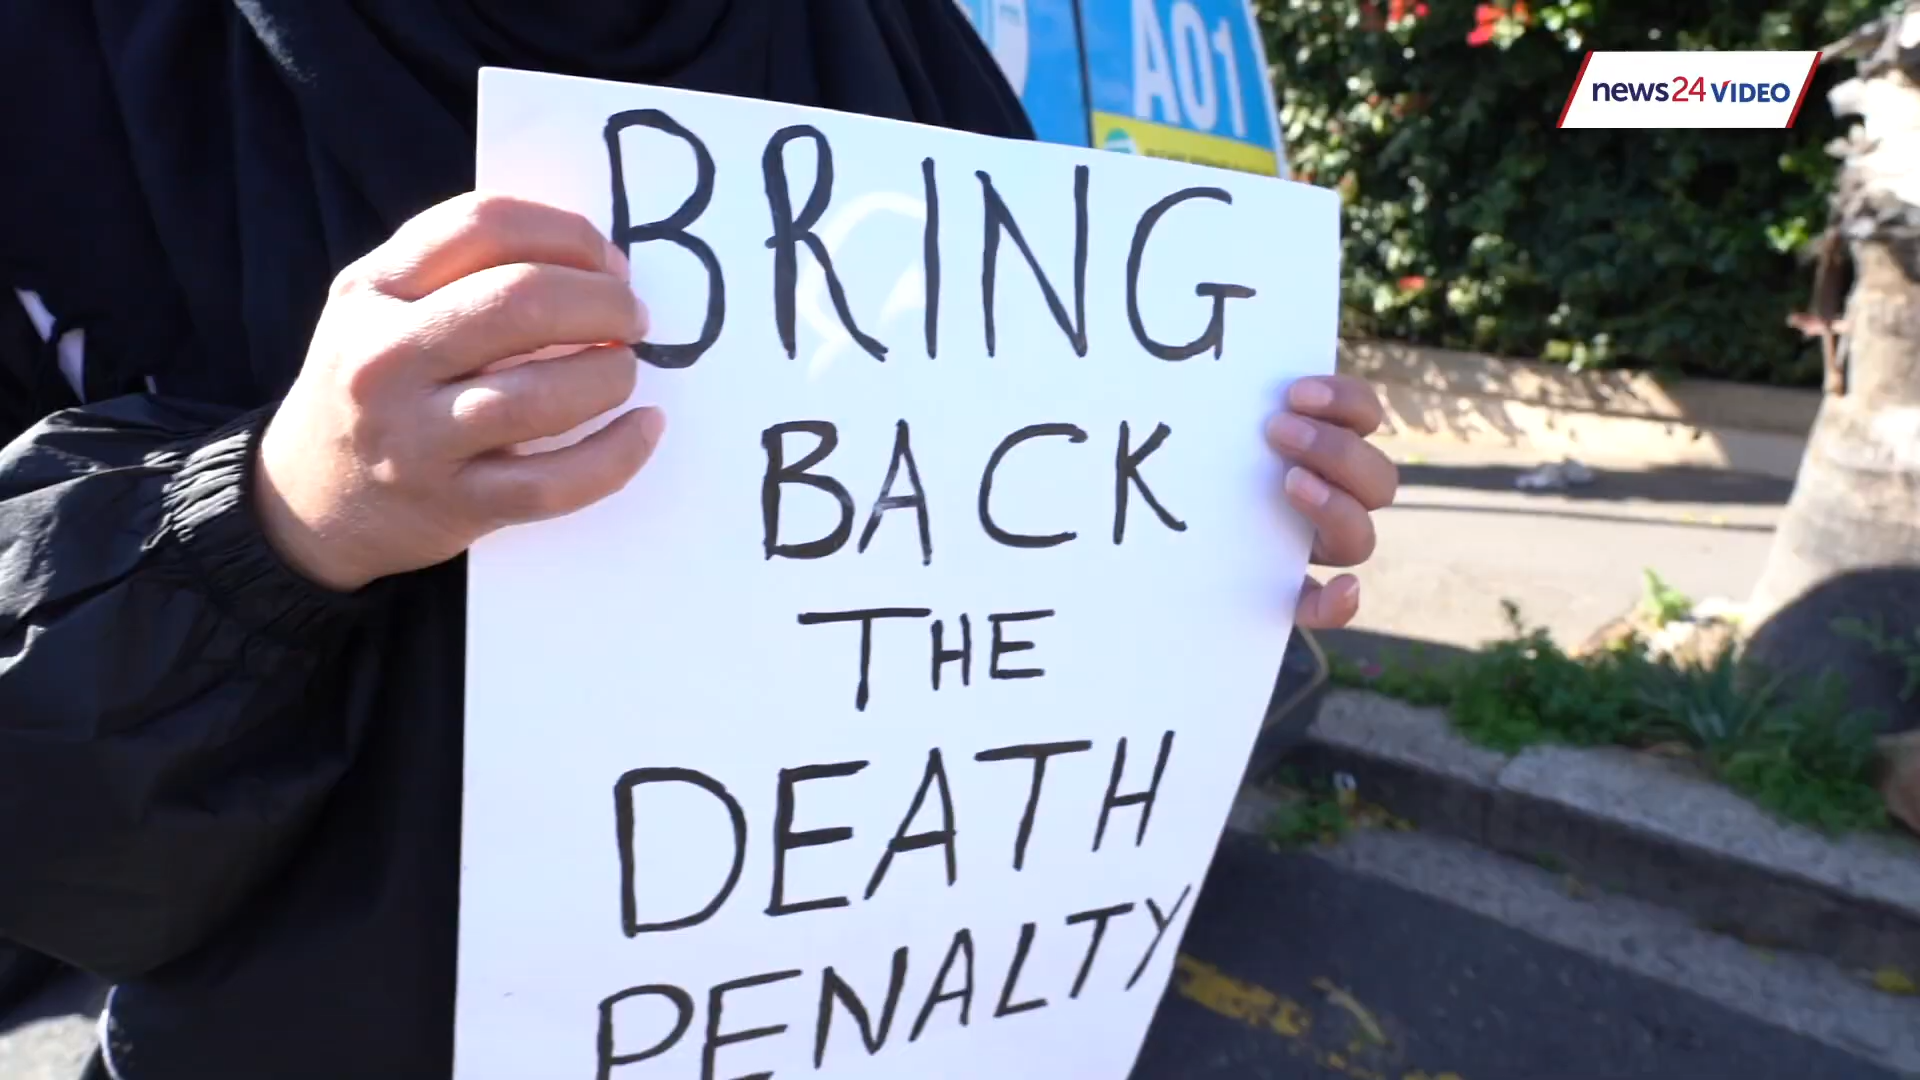 A01
news24 VIDEO
BRING
BACK
THE
DEATH
PENALTY